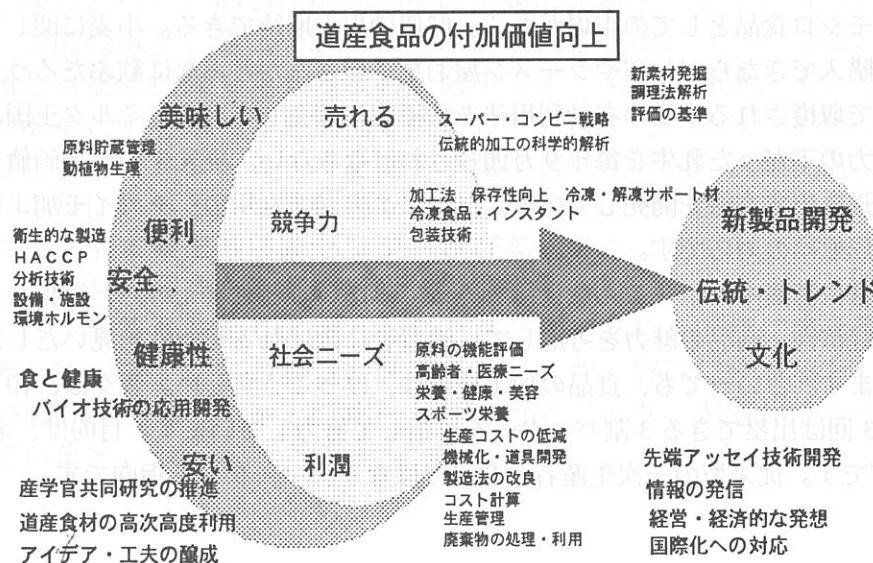 道産食品の付加価値向上
美味しい
売れる
新素材発掘
調理法解析
評価の基準
スーパー・コンビニ戦略
伝統的加工の科学的解析
原料貯蔵管理
動植物生理
加工法 保存性向上 冷凍・解凍サポート材
冷凍食品・インスタント
包装技術
便利
競争力
新製品開発
衛生的な製造
HACCP
分析技術
設備・施設
環境ホルモン
安全
伝統・トレンド
健康性
社会ニーズ
文化
原料の機能評価
高齢者・医療ニーズ
栄養・健康・美容
スポーツ栄養
食と健康
バイオ技術の応用開発
生産コストの低減
機械化・道具開発
製造法の改良
コスト計算
生産管理
廃棄物の処理・利用
安い
利潤
産学官共同研究の推進
道産食材の高次高度利用
アイデア・工夫の醸成
先端アッセイ技術開発
情報の発信
経営・経済的な発想
国際化への対応